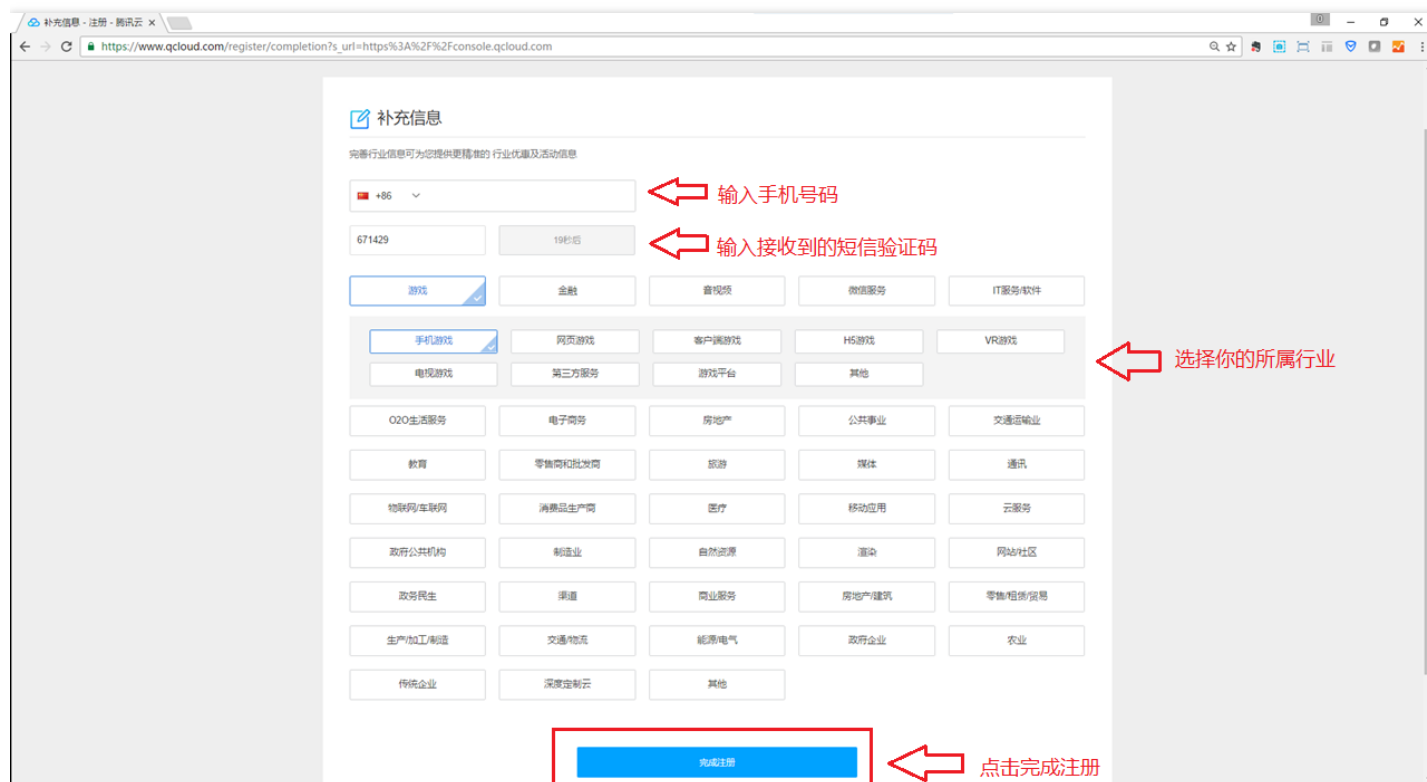 补充信息 - 注册 - 腾讯云
https://www.qcloud.com/register/completion?s_url=https%3A%2F%2Fconsole.qcloud.com
补充信息
完善行业信息可为您提供更精准的 行业优惠及活动信息
+86 输入手机号码
671429 19秒后 输入接收到的短信验证码
游戏 金融 音视频 微信服务 IT服务/软件
手机游戏 网页游戏 客户端游戏 H5游戏 VR游戏
选择你的所属行业
电视游戏 第三方服务 游戏平台 其他
O2O生活服务 电子商务 房地产 公共事业 交通运输业
教育 零售商和批发商 旅游 媒体 通讯
物联网/车联网 消费品生产商 医疗 移动应用 云服务
政府公共机构 制造业 自然资源 渲染 网站/社区
政务民生 渠道 商业服务 房地产/建筑 零售/租赁/贸易
生产/加工/制造 交通/物流 能源/电气 政府企业 农业
传统企业 深度定制云 其他
完成注册 点击完成注册